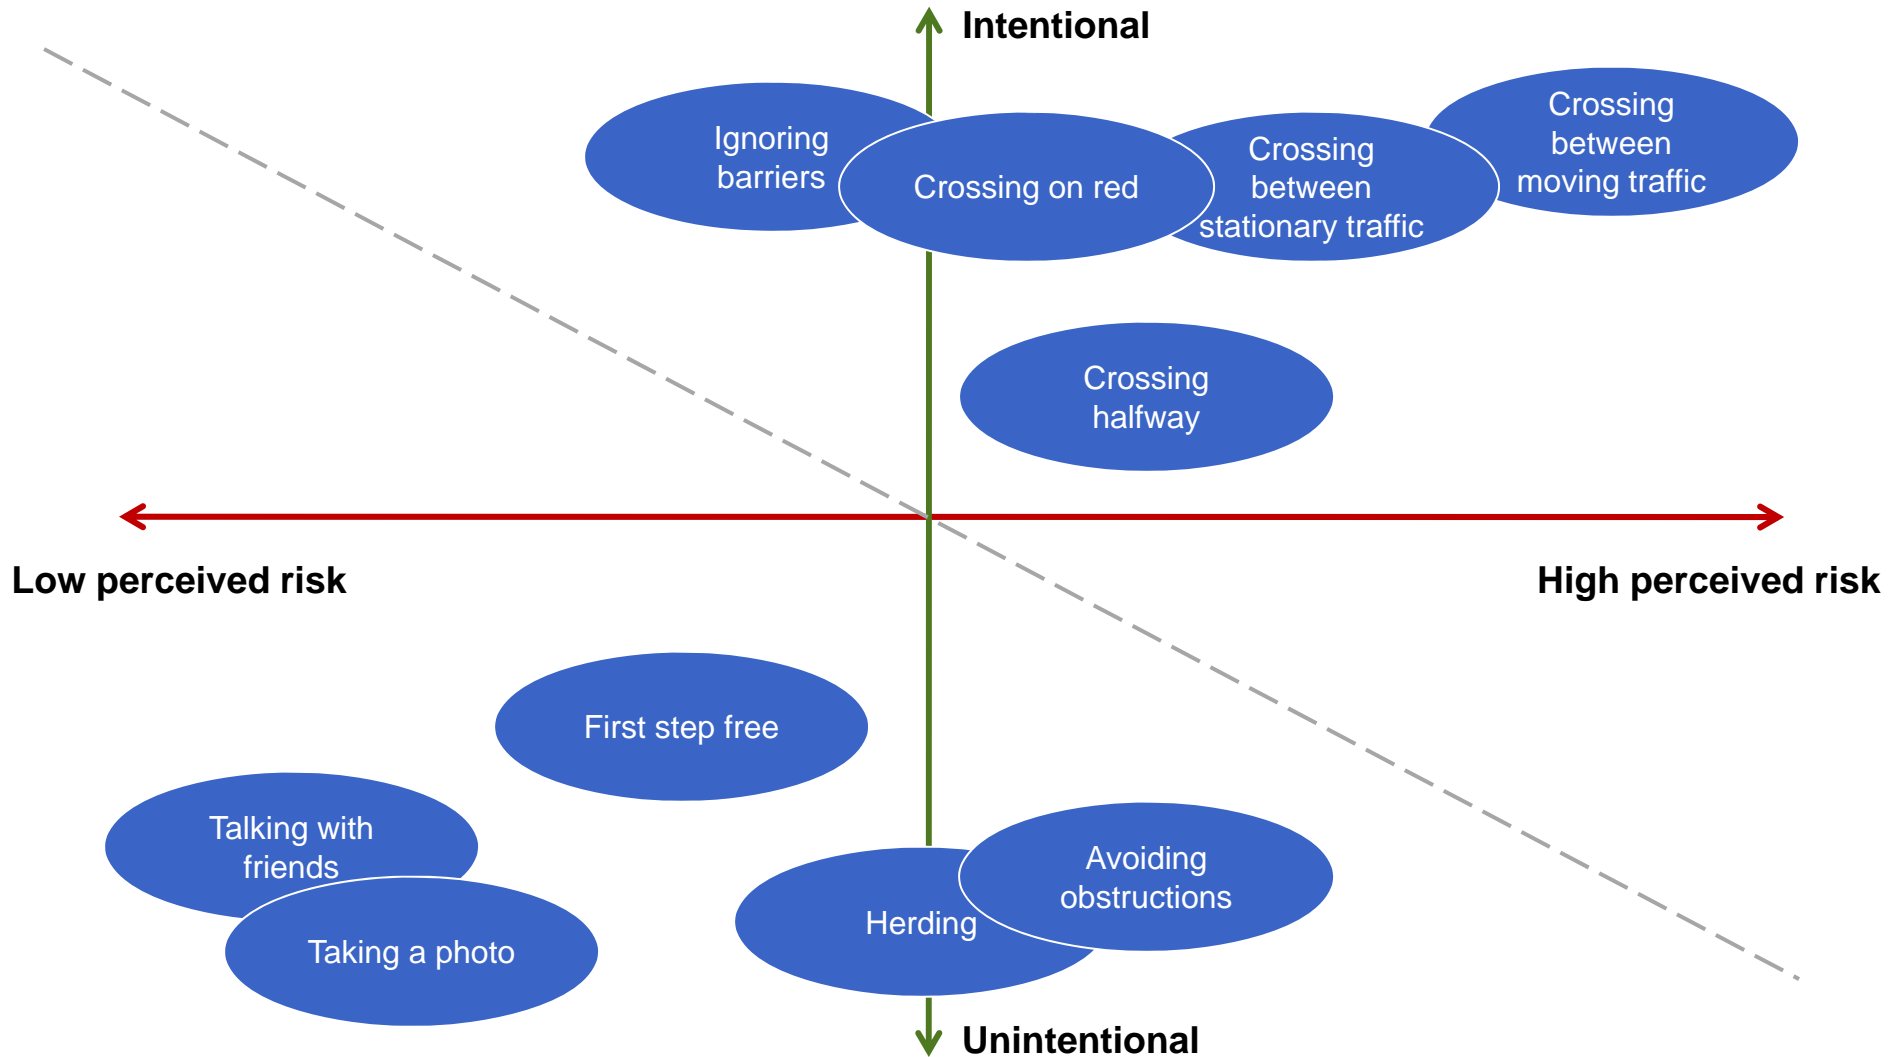 Intentional
Ignoring
barriers
Crossing on red
Crossing
between
stationary traffic
Crossing
between
moving traffic
Crossing
halfway
Low perceived risk
High perceived risk
First step free
Talking with
friends
Taking a photo
Herding
Avoiding
obstructions
Unintentional